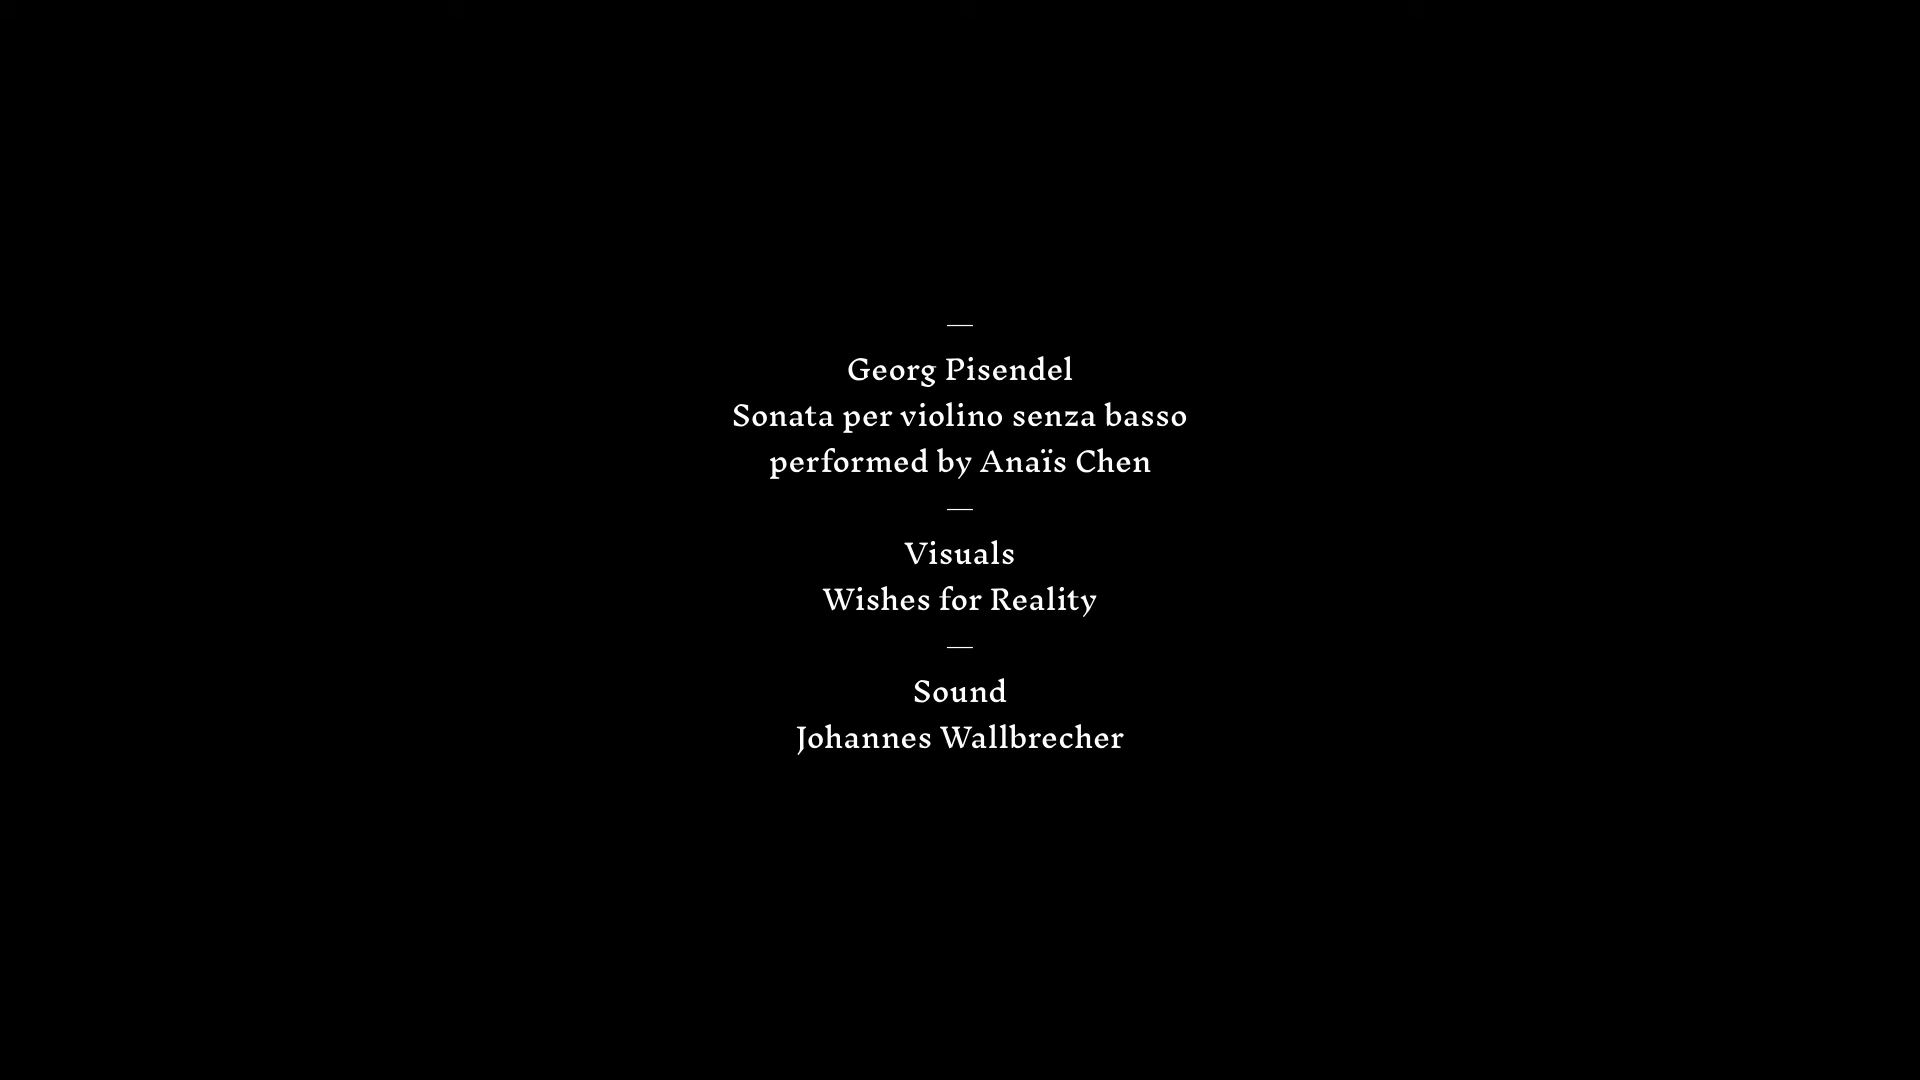 —
Georg Pisendel
Sonata per violino senza basso
performed by Anaïs Chen
—
Visuals
Wishes for Reality
—
Sound
Johannes Wallbrecher